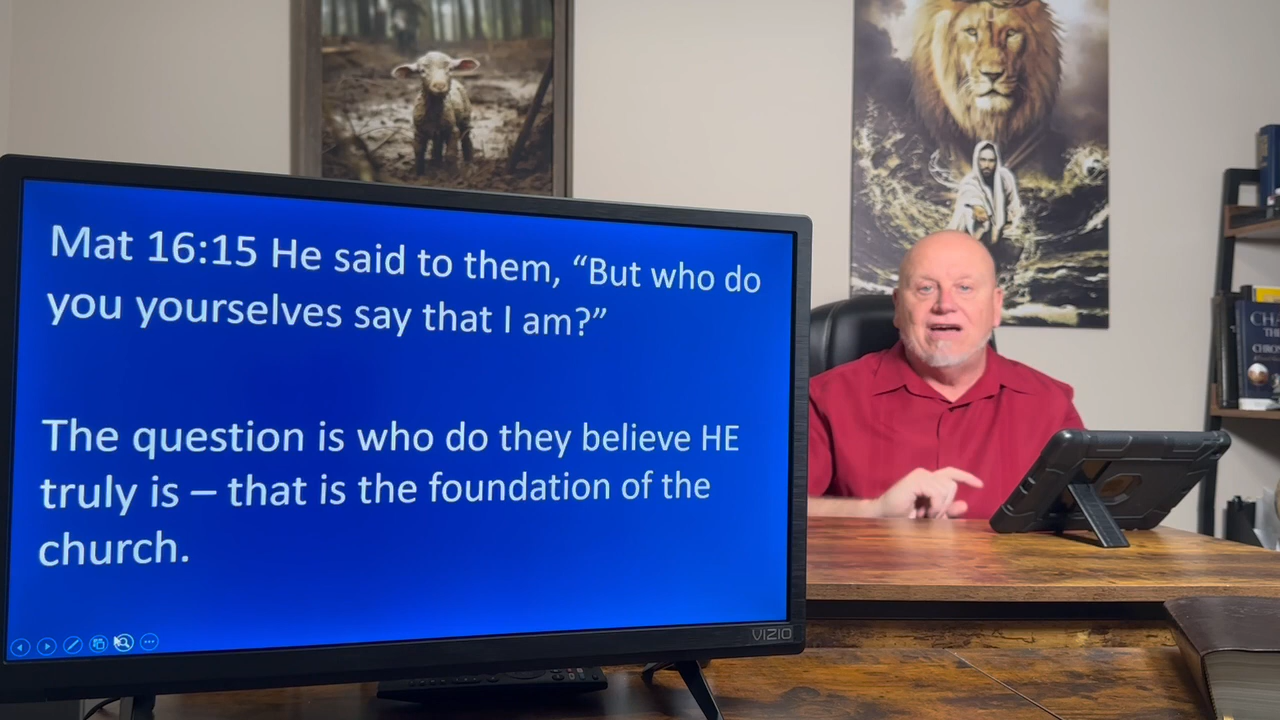 Mat 16:15 He said to them, “But who do
you yourselves say that I am?”
The question is who do they believe HE
truly is – that is the foundation of the
church.
VIZIO